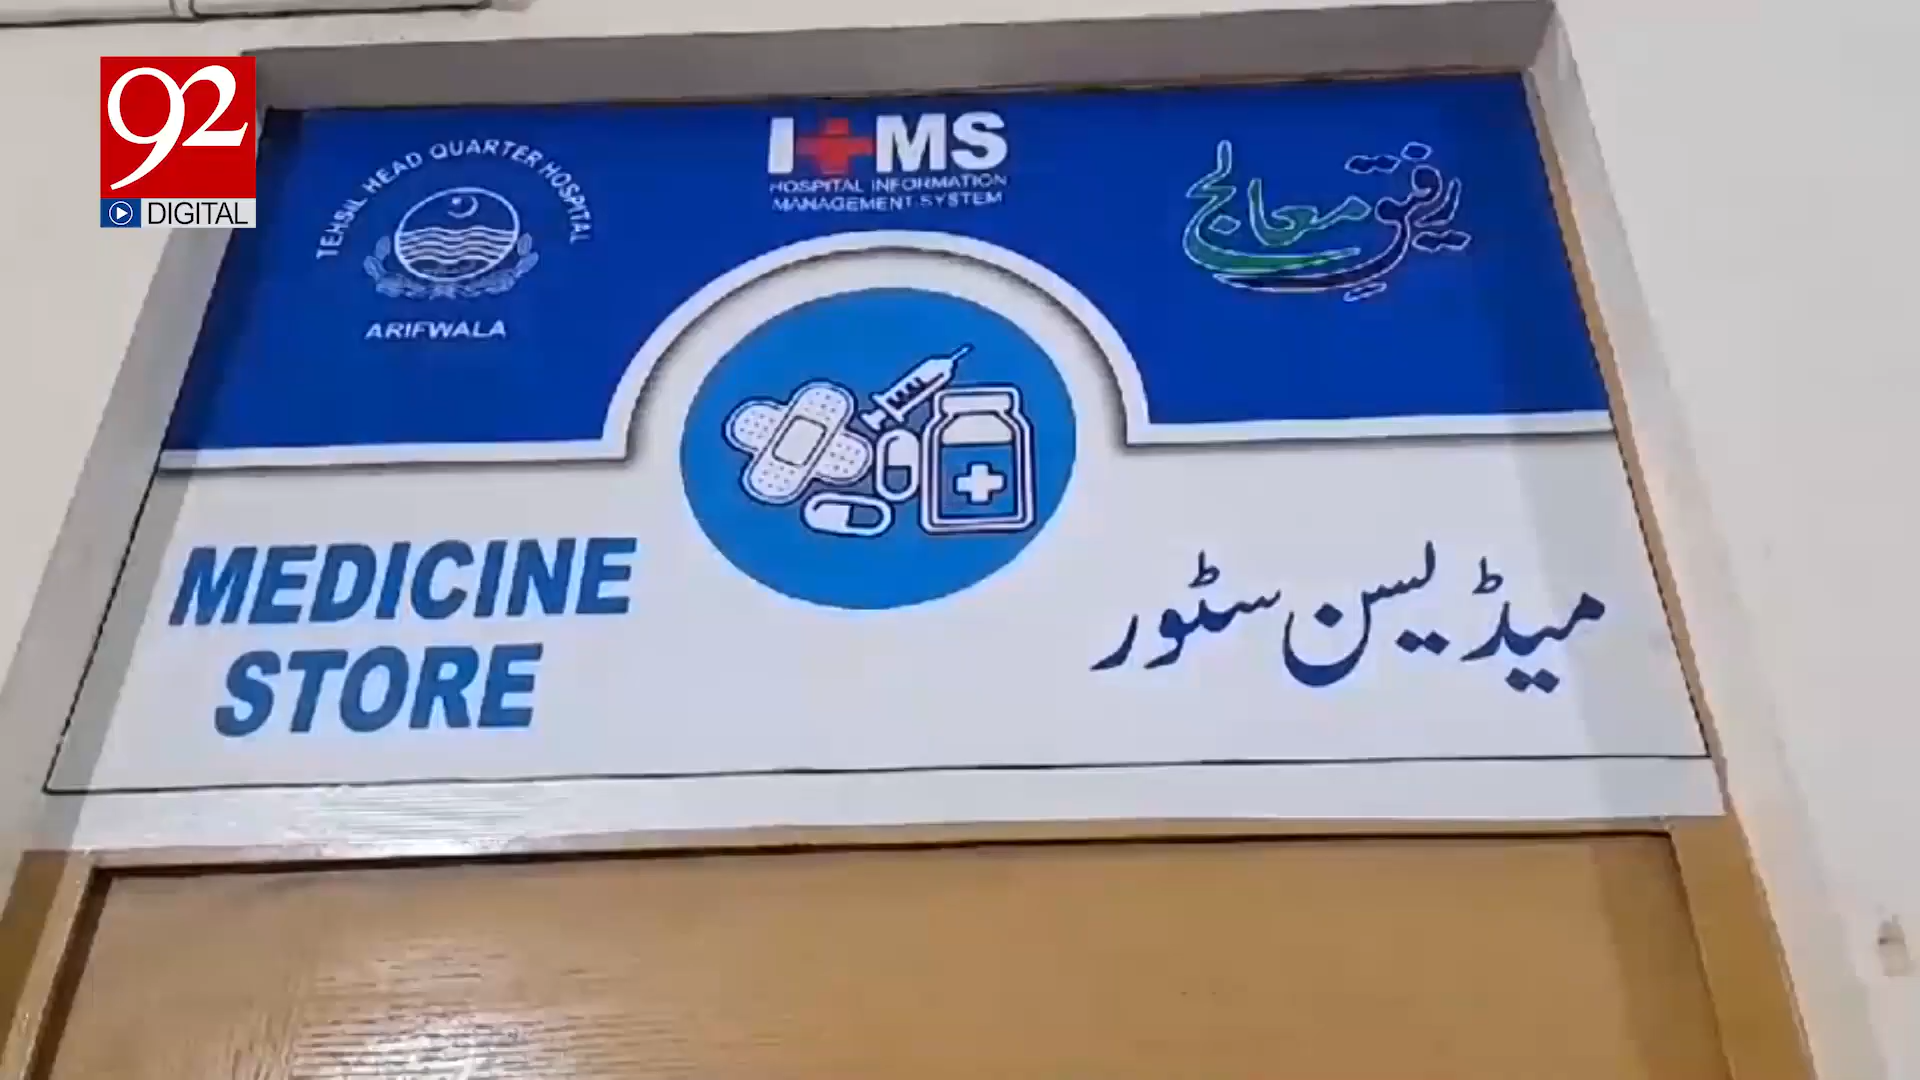 92
DIGITAL
TEHSIL HEAD QUARTER HOSPITAL
ARIFWALA
HMS
HOSPITAL INFORMATION
MANAGEMENT SYSTEM
رفیق معالج
MEDICINE
STORE
میڈیسن سٹور